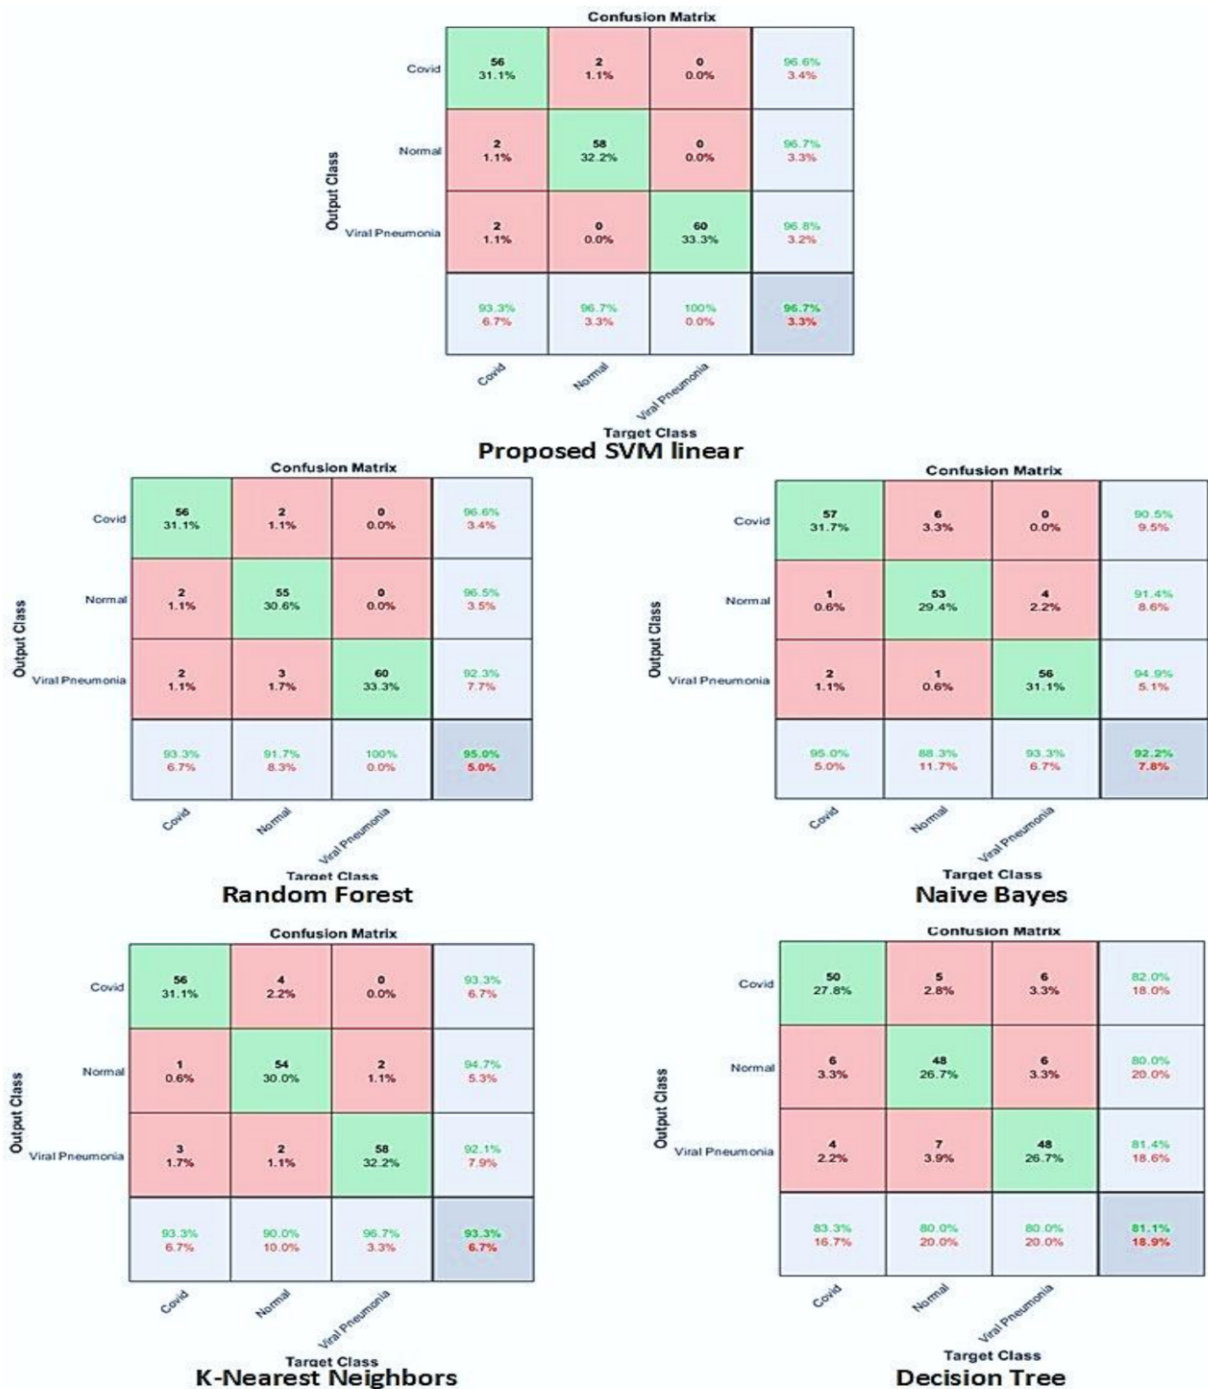 Confusion Matrix
Covid 56 2 0 96.6%
31.1% 1.1% 0.0% 3.4%
Normal 2 58 0 96.7%
1.1% 32.2% 0.0% 3.3%
Viral Pneumonia 2 0 60 96.8%
1.1% 0.0% 33.3% 3.2%
93.3% 96.7% 100% 96.7%
6.7% 3.3% 0.0% 3.3%
Output Class
Covid Normal Viral Pneumonia
Target Class
Proposed SVM linear
Confusion Matrix
Covid 56 2 0 96.6%
31.1% 1.1% 0.0% 3.4%
Normal 2 55 0 96.5%
1.1% 30.6% 0.0% 3.5%
Viral Pneumonia 2 3 60 92.3%
1.1% 1.7% 33.3% 7.7%
93.3% 91.7% 100% 95.0%
6.7% 8.3% 0.0% 5.0%
Output Class
Covid Normal Viral Pneumonia
Target Class
Random Forest
Confusion Matrix
Covid 57 6 0 90.5%
31.7% 3.3% 0.0% 9.5%
Normal 1 53 4 91.4%
0.6% 29.4% 2.2% 8.6%
Viral Pneumonia 2 1 56 94.9%
1.1% 0.6% 31.1% 5.1%
95.0% 88.3% 93.3% 92.2%
5.0% 11.7% 6.7% 7.8%
Output Class
Covid Normal Viral Pneumonia
Target Class
Naive Bayes
Confusion Matrix
Covid 56 4 0 93.3%
31.1% 2.2% 0.0% 6.7%
Normal 1 54 2 94.7%
0.6% 30.0% 1.1% 5.3%
Viral Pneumonia 3 2 58 92.1%
1.7% 1.1% 32.2% 7.9%
93.3% 90.0% 96.7% 93.3%
6.7% 10.0% 3.3% 6.7%
Output Class
Covid Normal Viral Pneumonia
Target Class
K-Nearest Neighbors
Confusion Matrix
Covid 50 5 6 82.0%
27.8% 2.8% 3.3% 18.0%
Normal 6 48 6 80.0%
3.3% 26.7% 3.3% 20.0%
Viral Pneumonia 4 7 48 81.4%
2.2% 3.9% 26.7% 18.6%
83.3% 80.0% 80.0% 81.1%
16.7% 20.0% 20.0% 18.9%
Output Class
Covid Normal Viral Pneumonia
Target Class
Decision Tree